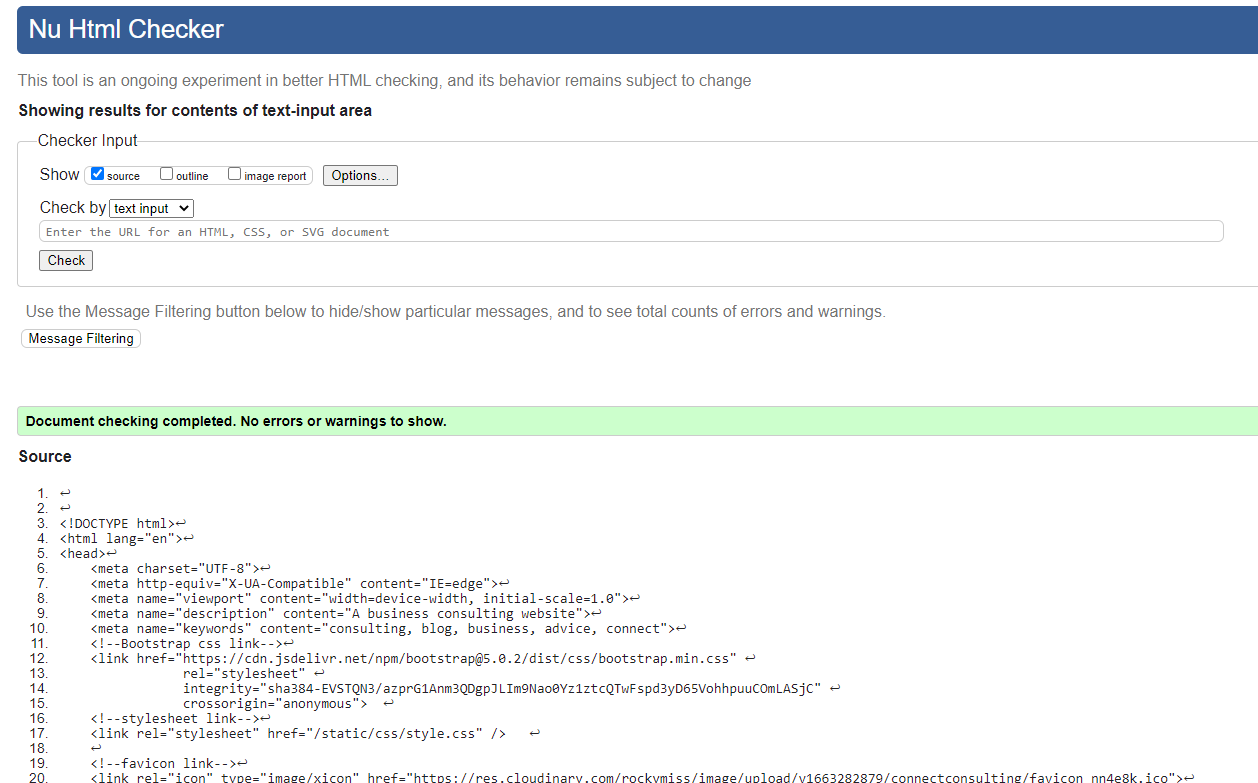 Nu Html Checker
This tool is an ongoing experiment in better HTML checking, and its behavior remains subject to change
Showing results for contents of text-input area
Checker Input
Show source outline image report Options...
Check by text input
Enter the URL for an HTML, CSS, or SVG document
Check
Use the Message Filtering button below to hide/show particular messages, and to see total counts of errors and warnings.
Message Filtering
Document checking completed. No errors or warnings to show.
Source
1. ↩
2. ↩
3. <!DOCTYPE html>↩
4. <html lang="en">↩
5. <head>↩
6. <meta charset="UTF-8">↩
7. <meta http-equiv="X-UA-Compatible" content="IE=edge">↩
8. <meta name="viewport" content="width=device-width, initial-scale=1.0">↩
9. <meta name="description" content="A business consulting website">↩
10. <meta name="keywords" content="consulting, blog, business, advice, connect">↩
11. <!--Bootstrap css link-->↩
12. <link href="https://cdn.jsdelivr.net/npm/bootstrap@5.0.2/dist/css/bootstrap.min.css" ↩
13. rel="stylesheet" ↩
14. integrity="sha384-EVSTQN3/azprG1Anm3QDgpJLIm9Nao0Yz1ztcQTwFspd3yD65VohhpuuCOmLASjC" ↩
15. crossorigin="anonymous"> ↩
16. <!--stylesheet link-->↩
17. <link rel="stylesheet" href="/static/css/style.css" /> ↩
18. ↩
19. <!--favicon link-->↩
20. <link rel="icon" type="image/xicon" href="https://res.cloudinary.com/rockymiss/image/upload/v1663282879/connectconsulting/favicon_nn4e8k.ico">↩